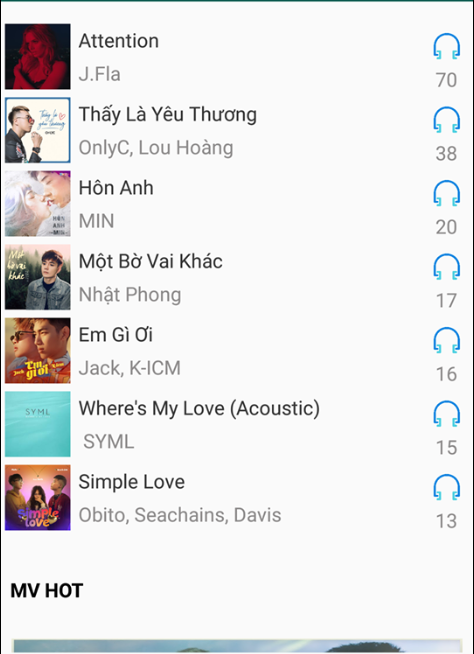 Attention
J.Fla
70
Thấy Là Yêu Thương
OnlyC, Lou Hoàng
38
Hôn Anh
MIN
20
Một Bờ Vai Khác
Nhật Phong
17
Em Gì Ơi
Jack, K-ICM
16
SYML
Where's My Love (Acoustic)
SYML
15
Simple Love
Obito, Seachains, Davis
13
MV HOT